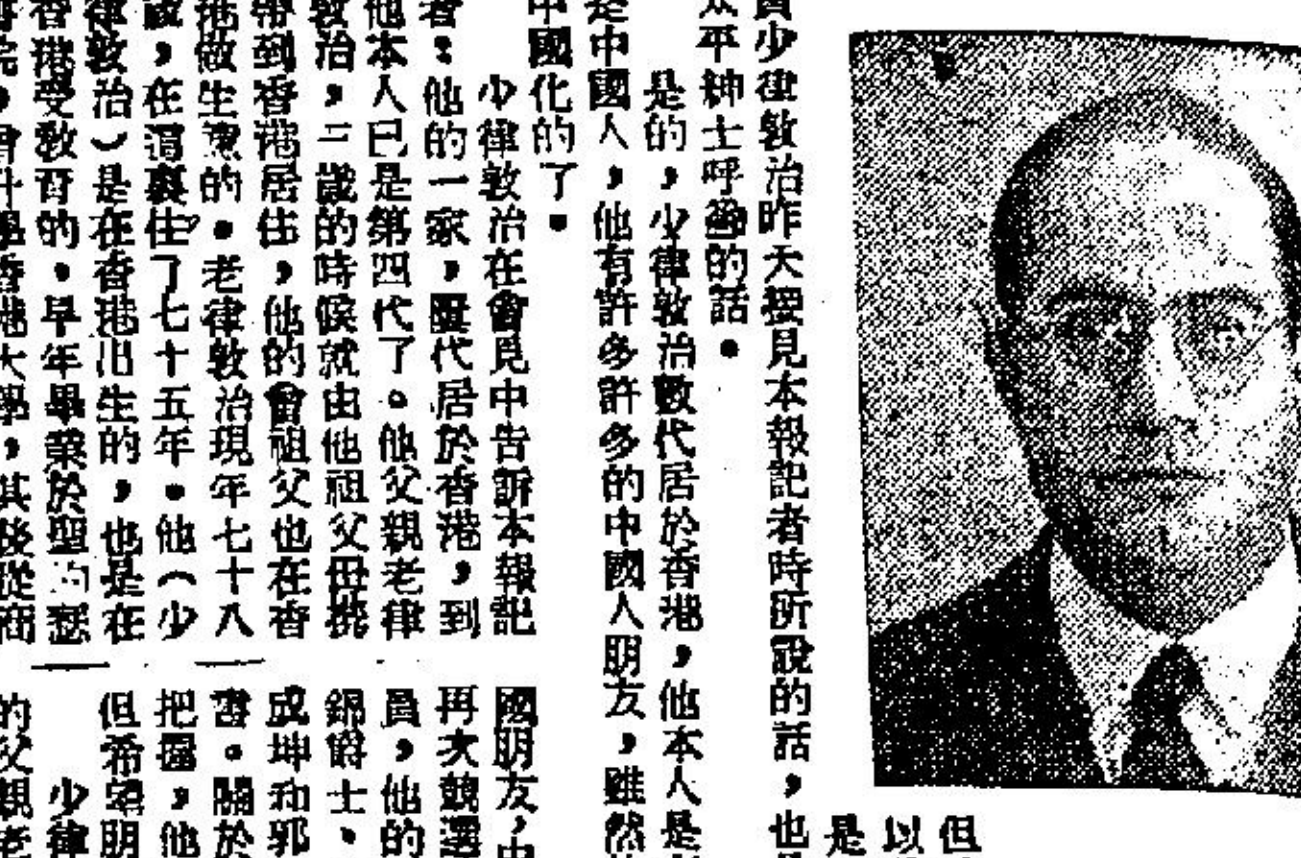 但
以
是
員少律敦治昨天接見本報記者時所說的話，也
太平紳士呼籲的話。
是的，少律敦治數代居於香港，他本人是
是中國人，他有許多許多的中國人朋友，雖然
中國化的了。
少律敦治在會見中告訴本報記
者：他的一家，歷代居於香港，到
他本人已是第四代了。他父親老律
敦治，二歲的時候就由他祖父母携
帶到香港居住，他的曾祖父也在香
港做生意的。老律敦治現年七十八
歲，在這裏住了七十五年。他（少
律敦治）是在香港出生的，也是在
香港受敎育的。早年畢業於聖
書院，曾升學香港大學，其後從商
國朋友，中
再次競選
員，他的
錦爵士、
成坤和郭
書。關於
把握，他
但希望朋
少律
的父親老